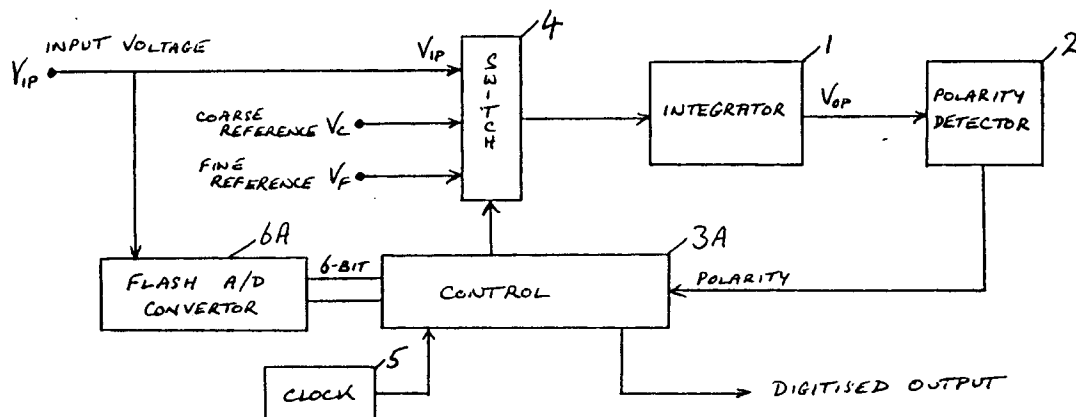 INPUT VOLTAGE
V_IP
V_IP
4
SWITCH
COARSE
REFERENCE V_C
FINE
REFERENCE V_F
1
INTEGRATOR
V_OP
2
POLARITY
DETECTOR
6A
FLASH A/D
CONVERTOR
6-BIT
3A
CONTROL
POLARITY
5
CLOCK
DIGITISED OUTPUT